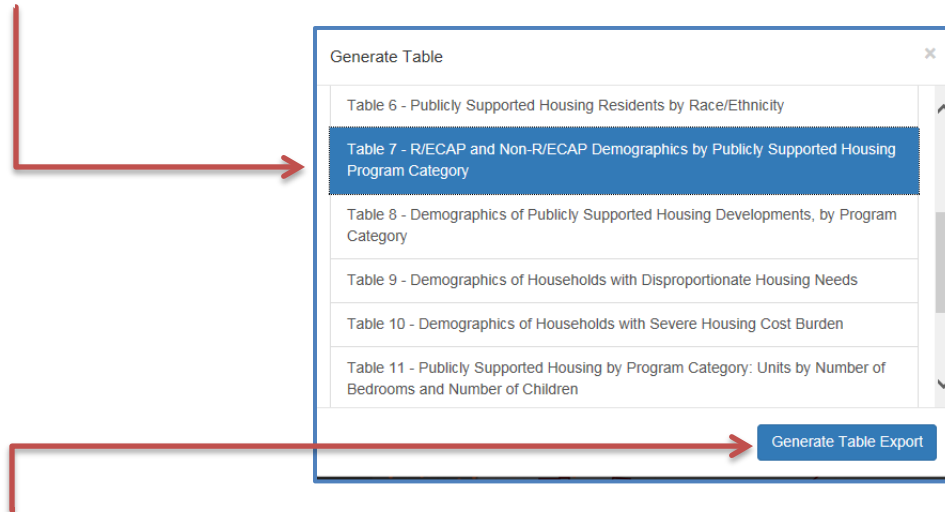 Generate Table
×
Table 6 - Publicly Supported Housing Residents by Race/Ethnicity
Table 7 - R/ECAP and Non-R/ECAP Demographics by Publicly Supported Housing
Program Category
Table 8 - Demographics of Publicly Supported Housing Developments, by Program
Category
Table 9 - Demographics of Households with Disproportionate Housing Needs
Table 10 - Demographics of Households with Severe Housing Cost Burden
Table 11 - Publicly Supported Housing by Program Category: Units by Number of
Bedrooms and Number of Children
Generate Table Export